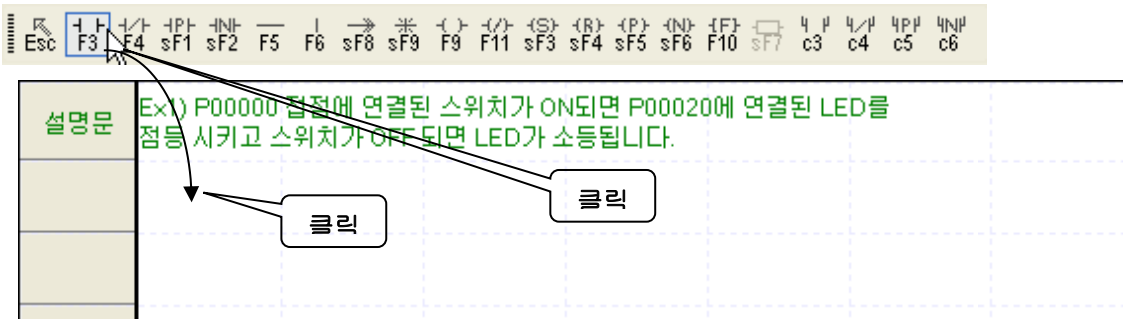 Esc F3 F4 sF1 sF2 F5 F6 sF8 sF9 F9 F11 sF3 sF4 sF5 sF6 F10 sF7 c3 c4 c5 c6
설명문
Ex1) P00000 접점에 연결된 스위치가 ON되면 P00020에 연결된 LED를
점등 시키고 스위치가 OFF 되면 LED가 소등됩니다.
클릭
클릭